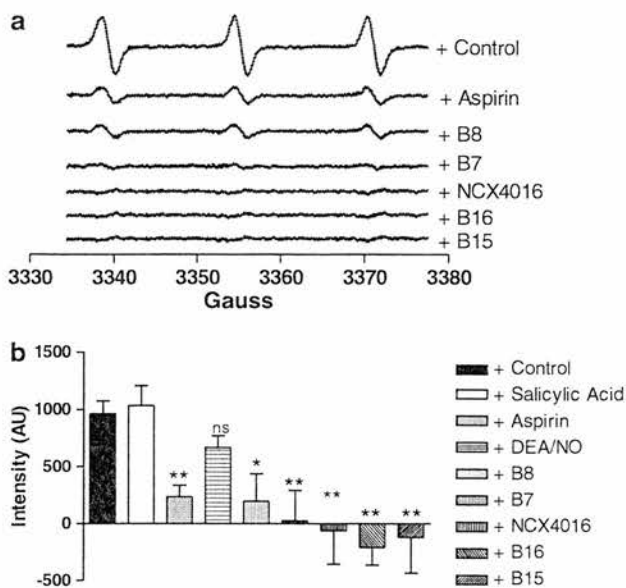 a
+ Control
+ Aspirin
+ B8
+ B7
+ NCX4016
+ B16
+ B15
3330 3340 3350 3360 3370 3380
Gauss
b
1500
1000
500
0
-500
Intensity (AU)
**
ns
*
**
**
**
**
+ Control
+ Salicylic Acid
+ Aspirin
+ DEA/NO
+ B8
+ B7
+ NCX4016
+ B16
+ B15